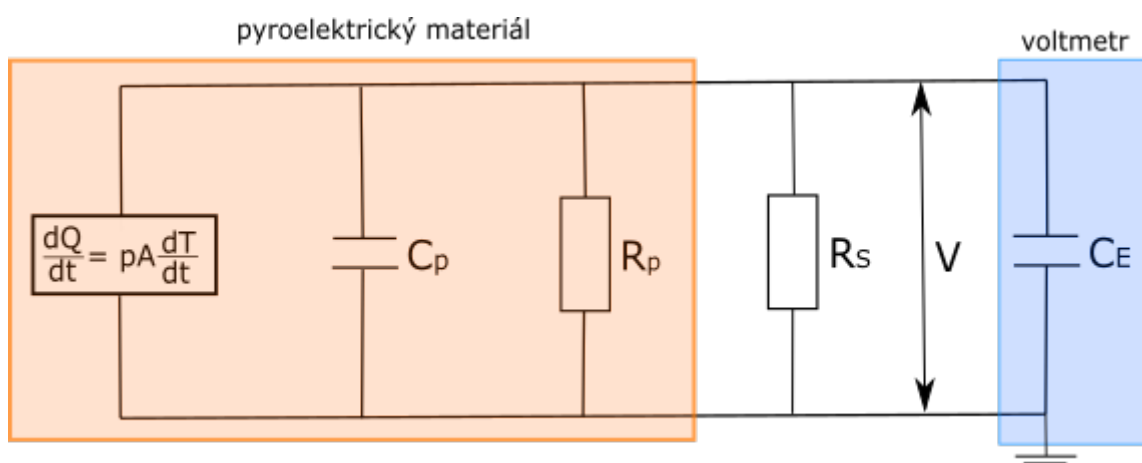 pyroelektrický materiál
voltmetr
dQ/dt = pA dT/dt
Cp
Rp
Rs
V
CE